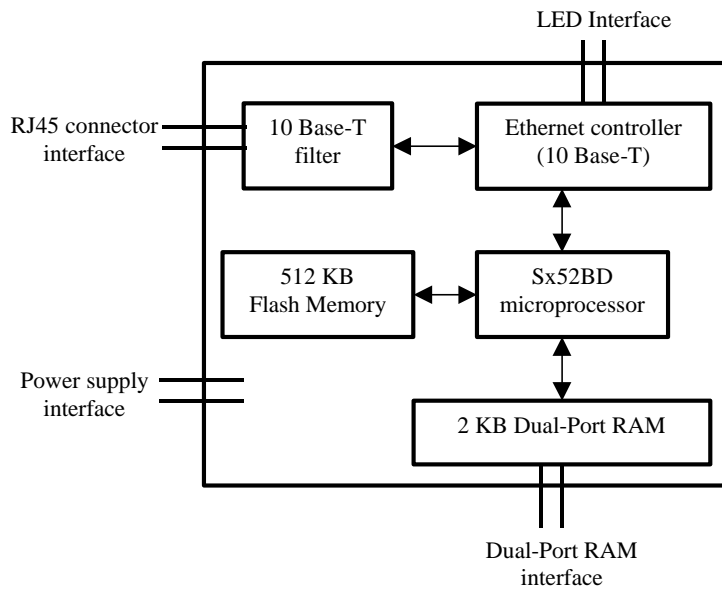 LED Interface
RJ45 connector
interface
10 Base-T
filter
Ethernet controller
(10 Base-T)
512 KB
Flash Memory
Sx52BD
microprocessor
Power supply
interface
2 KB Dual-Port RAM
Dual-Port RAM
interface